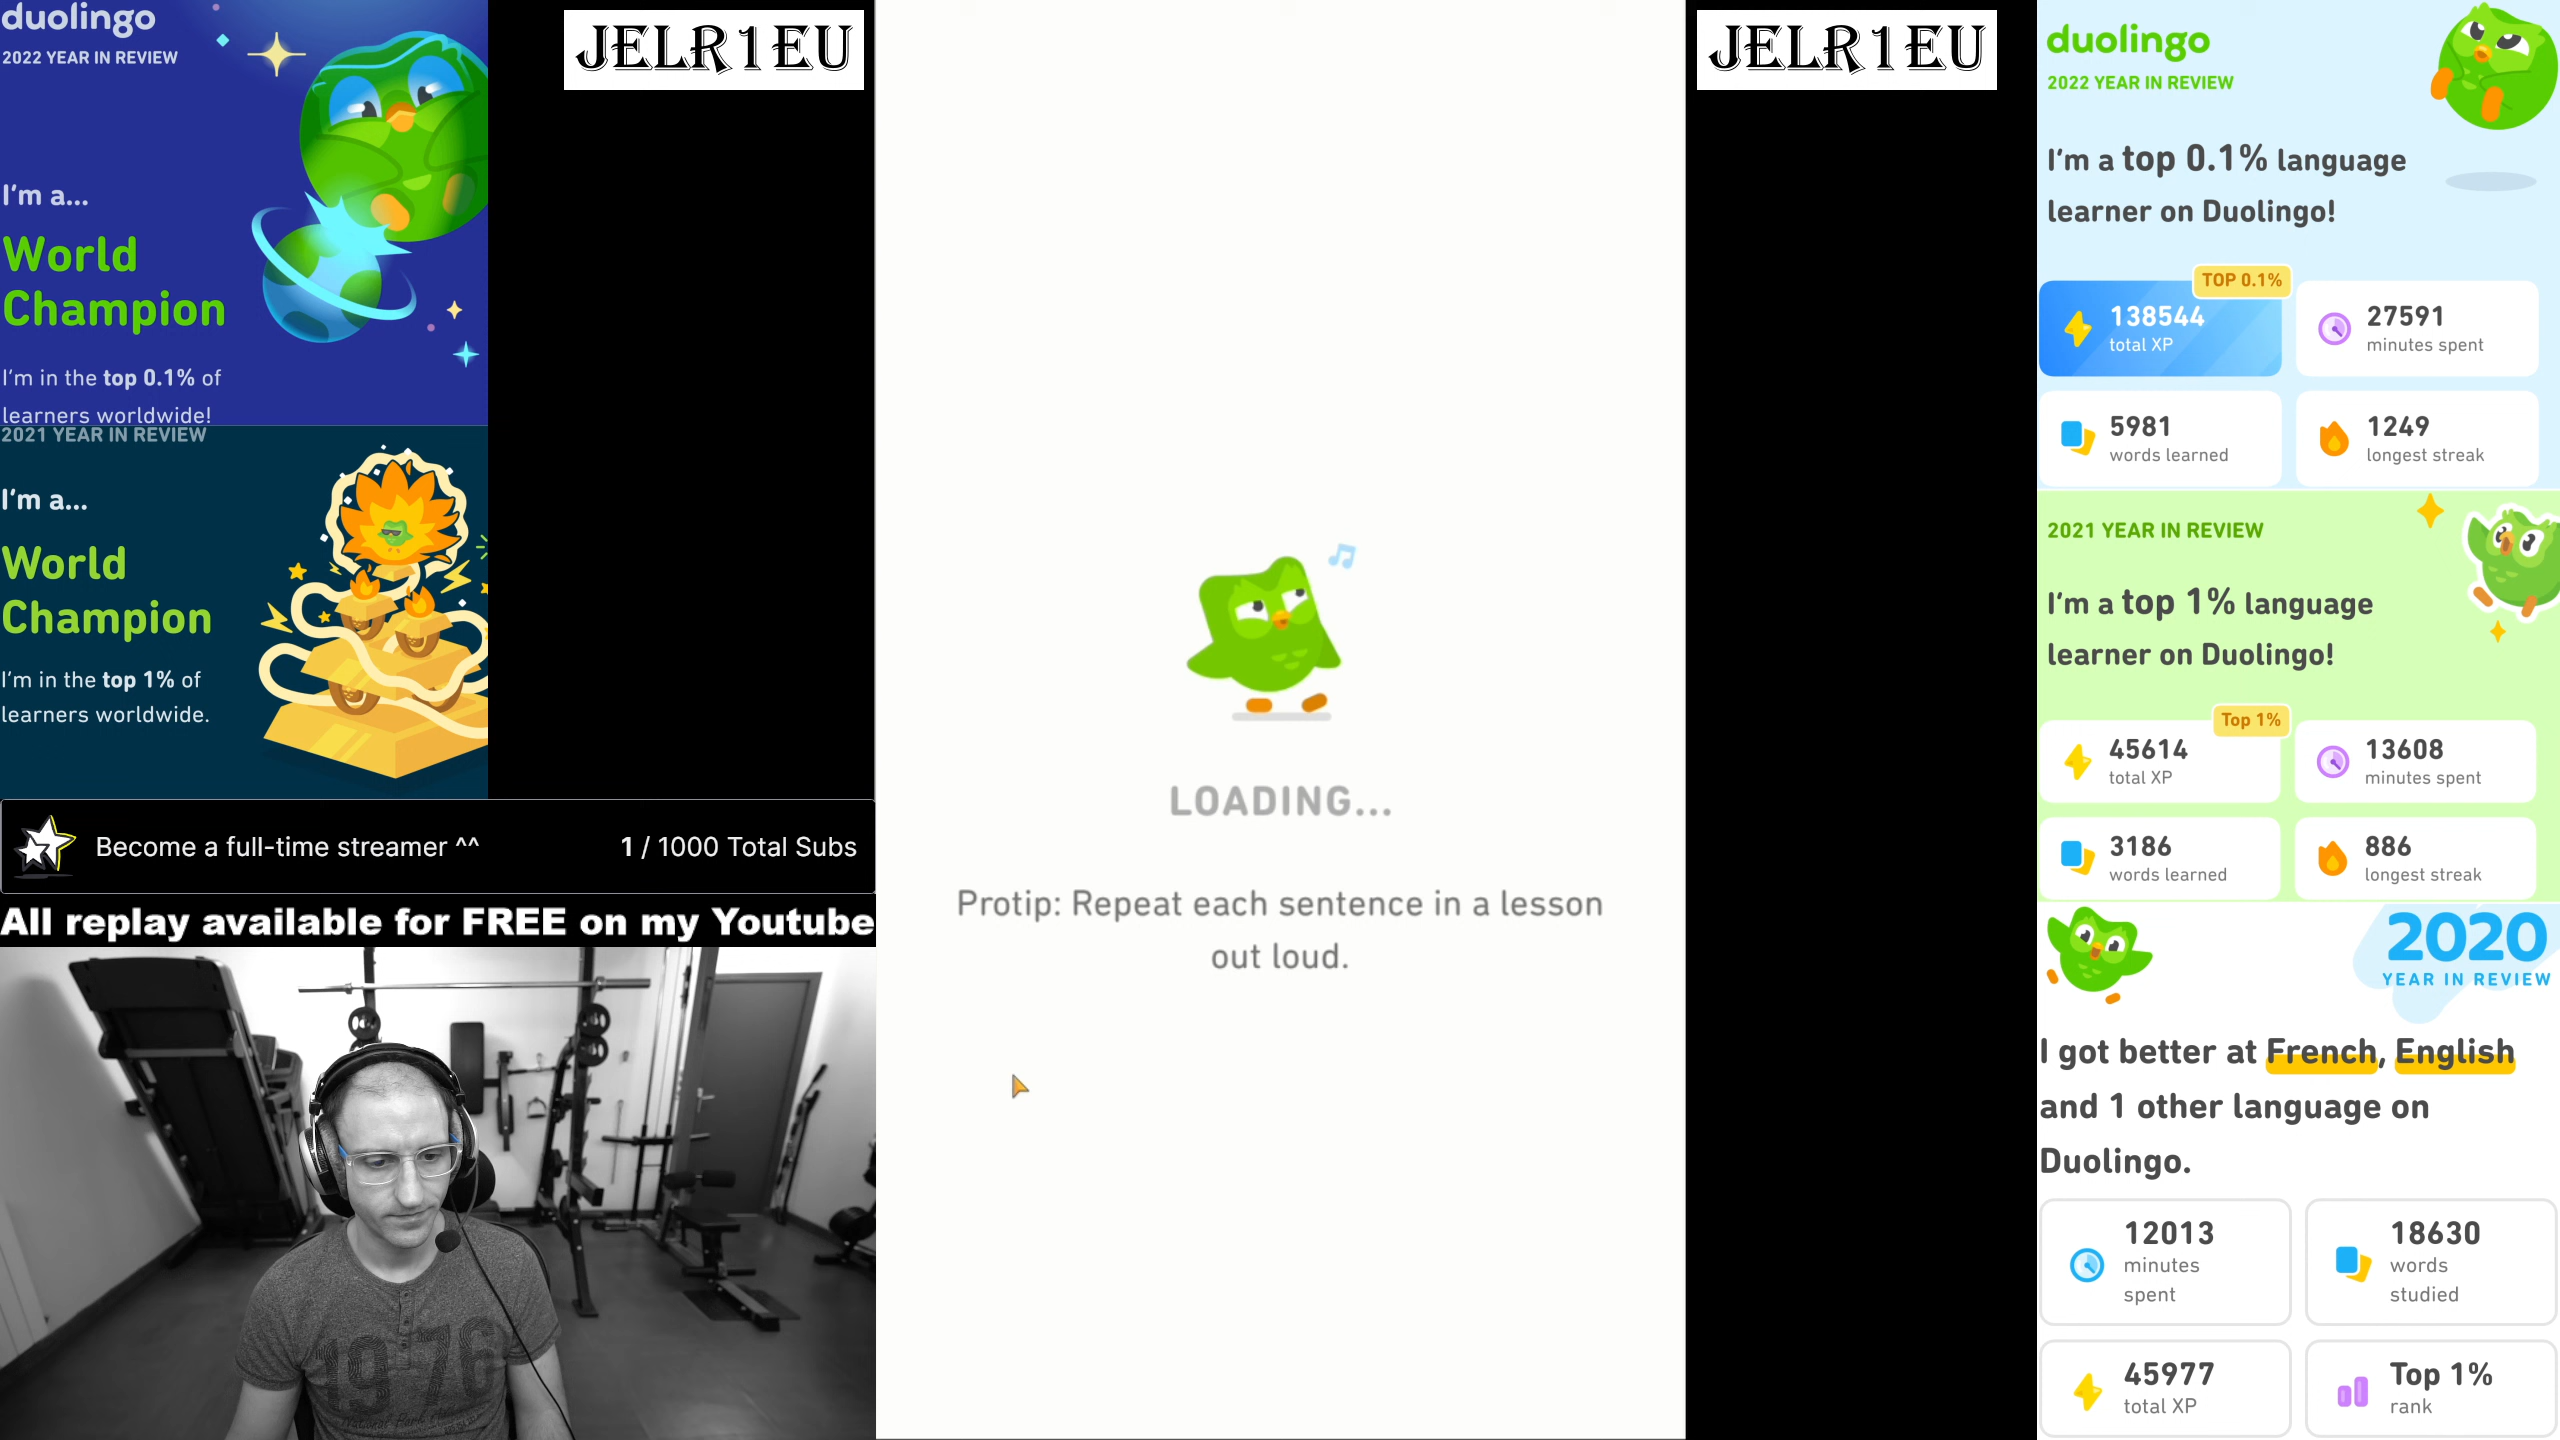 duolingo
2022 YEAR IN REVIEW
I'm a...
World
Champion
I'm in the top 0.1% of
learners worldwide!
2021 YEAR IN REVIEW
I'm a...
World
Champion
I'm in the top 1% of
learners worldwide.
Become a full-time streamer ^^
1 / 1000 Total Subs
All replay available for FREE on my Youtube
1976
JELR1EU
LOADING...
Protip: Repeat each sentence in a lesson
out loud.
JELR1EU
duolingo
2022 YEAR IN REVIEW
I'm a top 0.1% language
learner on Duolingo!
TOP 0.1%
138544
total XP
27591
minutes spent
5981
words learned
1249
longest streak
2021 YEAR IN REVIEW
I'm a top 1% language
learner on Duolingo!
Top 1%
45614
total XP
13608
minutes spent
3186
words learned
886
longest streak
2020
YEAR IN REVIEW
I got better at French, English
and 1 other language on
Duolingo.
12013
minutes
spent
18630
words
studied
45977
total XP
Top 1%
rank